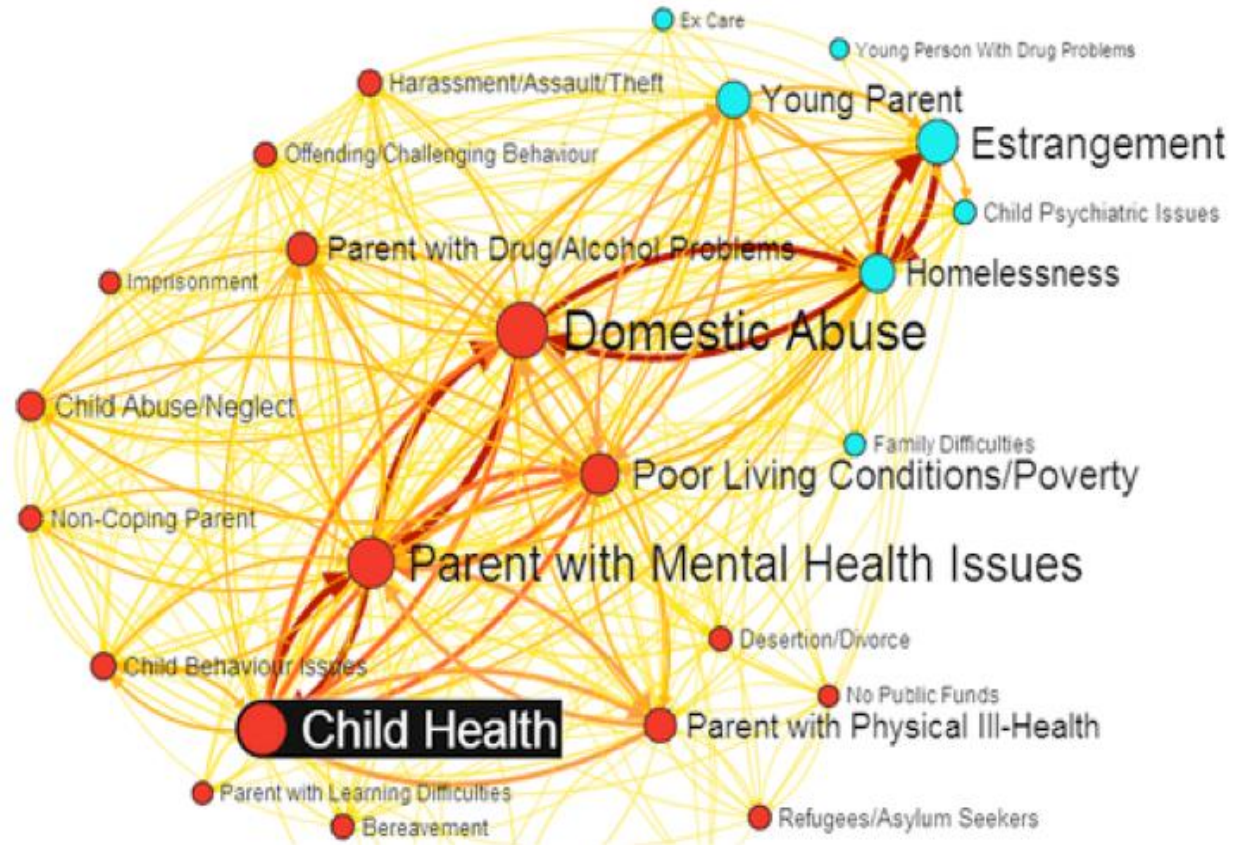 Ex Care
Young Person With Drug Problems
Harassment/Assault/Theft
Young Parent
Estrangement
Offending/Challenging Behaviour
Child Psychiatric Issues
Parent with Drug/Alcohol Problems
Homelessness
Imprisonment
Domestic Abuse
Child Abuse/Neglect
Family Difficulties
Poor Living Conditions/Poverty
Non-Coping Parent
Parent with Mental Health Issues
Desertion/Divorce
Child Behaviour Issues
No Public Funds
Child Health
Parent with Physical Ill-Health
Parent with Learning Difficulties
Refugees/Asylum Seekers
Bereavement